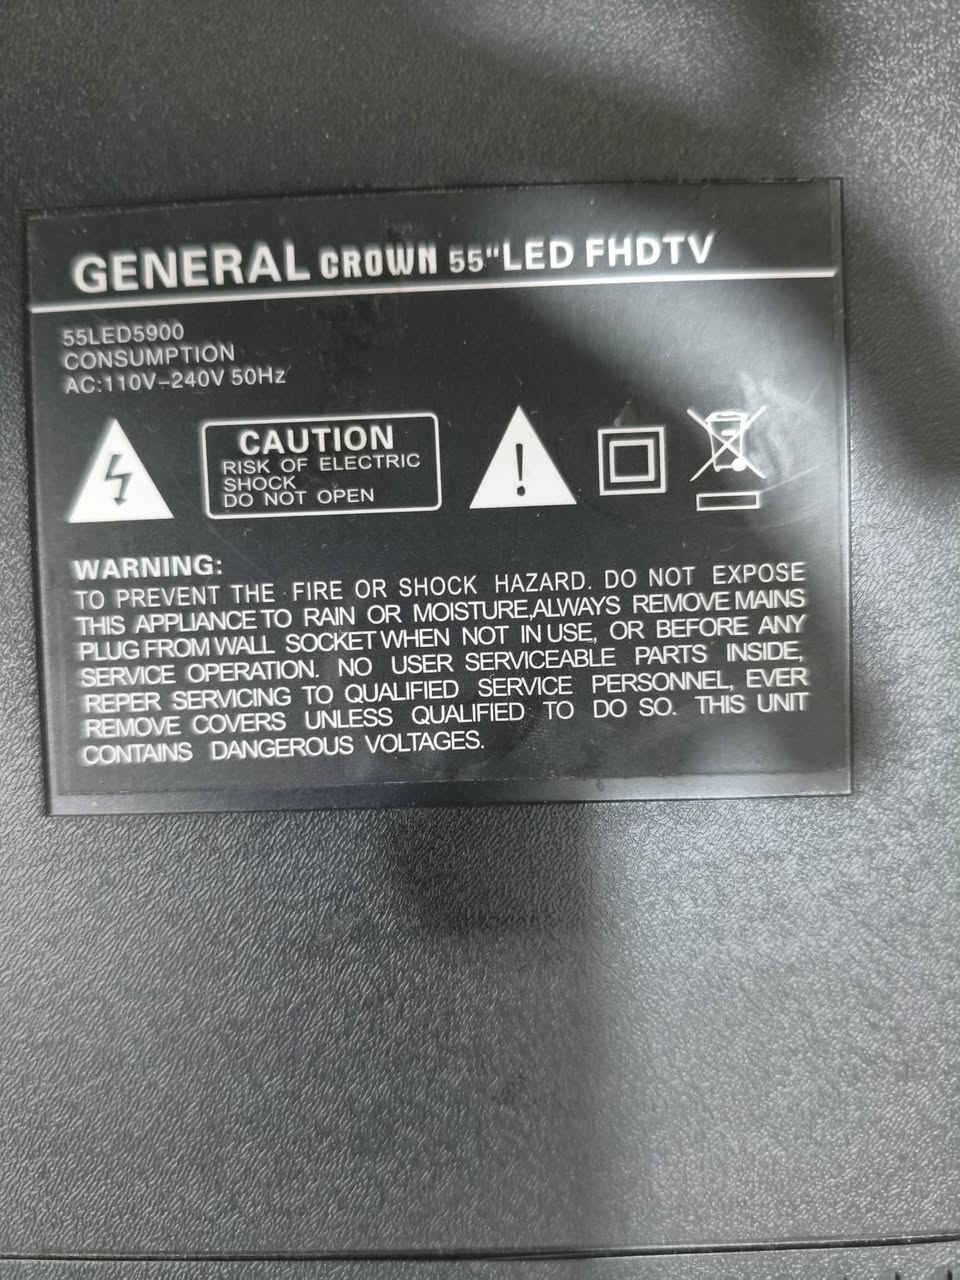 GENERAL CROWN 55"LED FHDTV
55LED5900
CONSUMPTION
AC:110V-240V 50Hz
CAUTION
RISK OF ELECTRIC
SHOCK
DO NOT OPEN
WARNING:
TO PREVENT THE FIRE OR SHOCK HAZARD. DO NOT EXPOSE
THIS APPLIANCE TO RAIN OR MOISTURE,ALWAYS REMOVE MAINS
PLUG FROM WALL SOCKET WHEN NOT IN USE, OR BEFORE ANY
SERVICE OPERATION. NO USER SERVICEABLE PARTS INSIDE,
REPER SERVICING TO QUALIFIED SERVICE PERSONNEL, EVER
REMOVE COVERS UNLESS QUALIFIED TO DO SO. THIS UNIT
CONTAINS DANGEROUS VOLTAGES.